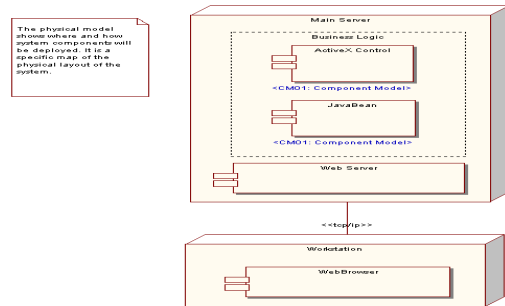 The physical model
shows where and how
system components will
be deployed. It is a
specific map of the
physical layout of the
system.
Main Server
Business Logic
ActiveX Control
<CM01: Component Model>
JavaBean
<CM01: Component Model>
Web Server
<<tcp/ip>>
Workstation
WebBrowser